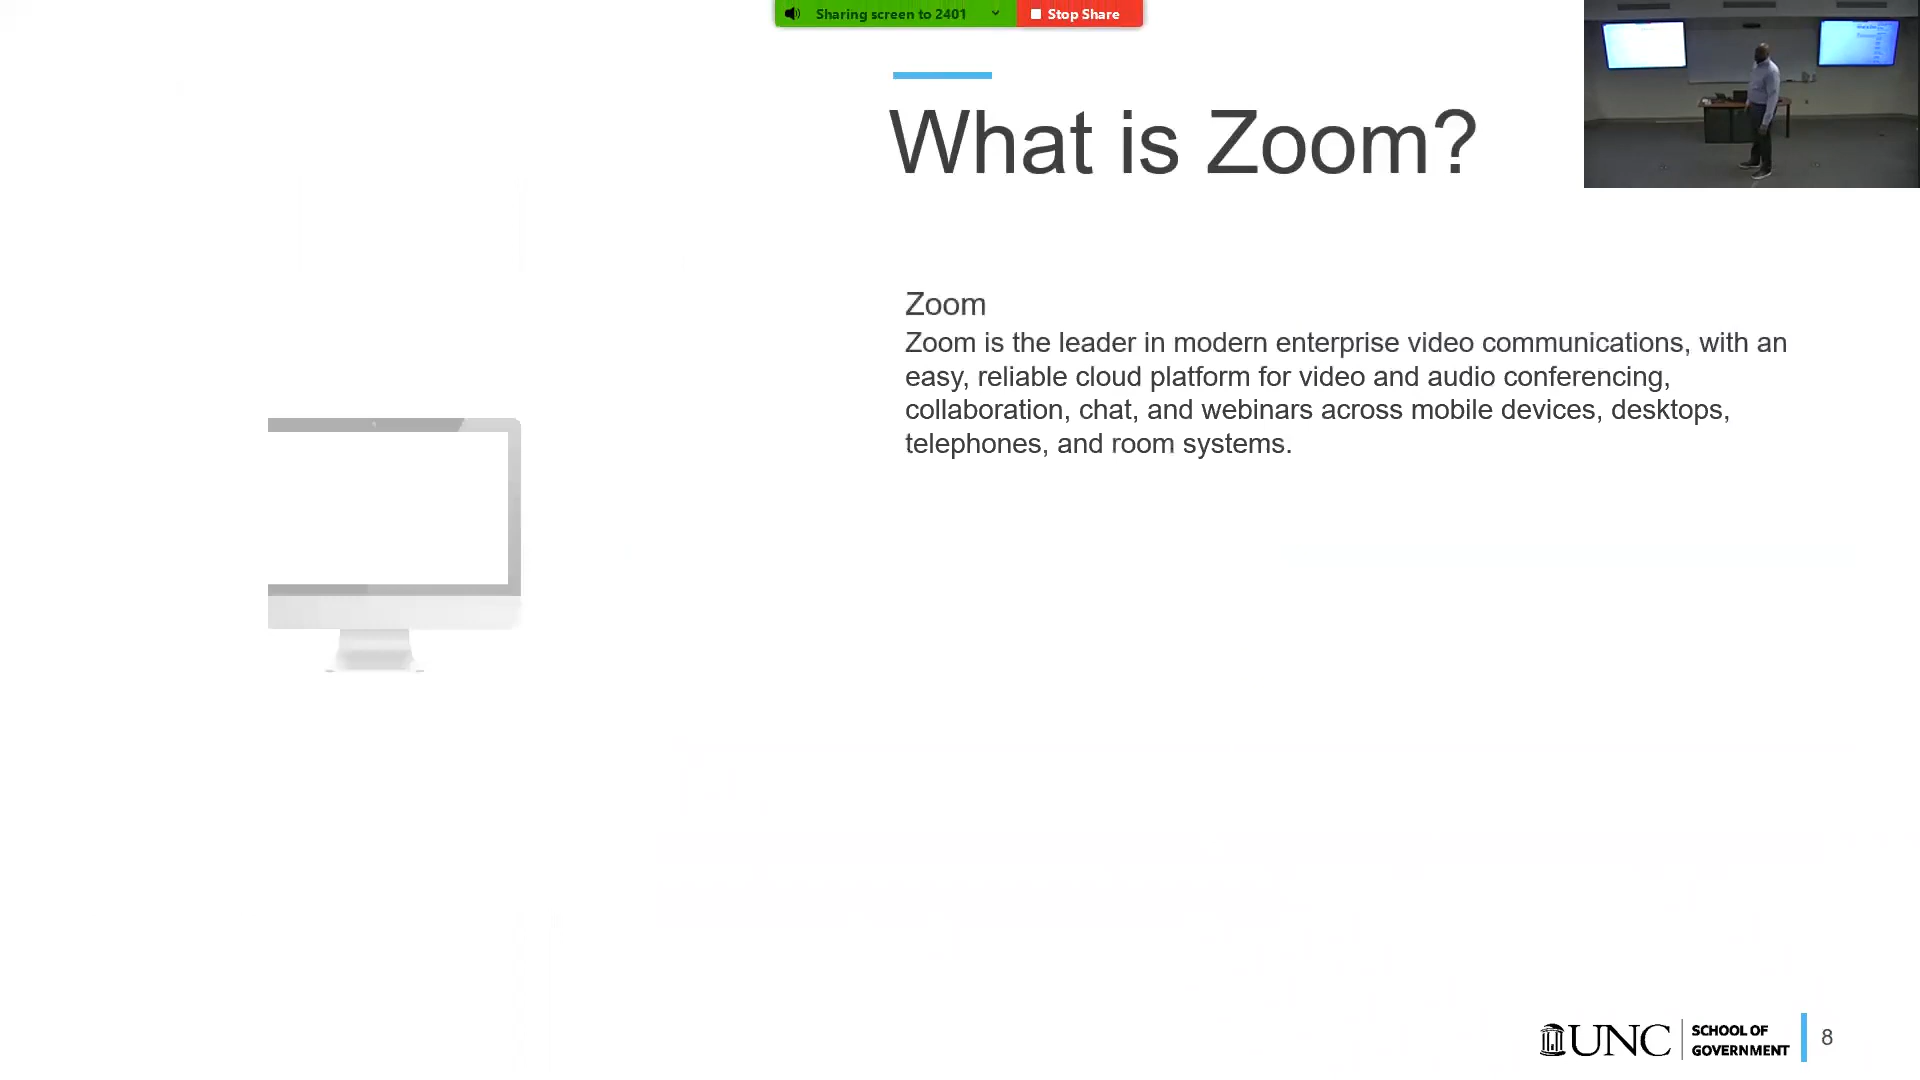 Sharing screen to 2401
Stop Share
What is Zoom?
Zoom
Zoom is the leader in modern enterprise video communications, with an
easy, reliable cloud platform for video and audio conferencing,
collaboration, chat, and webinars across mobile devices, desktops,
telephones, and room systems.
UNC
SCHOOL OF
GOVERNMENT
8